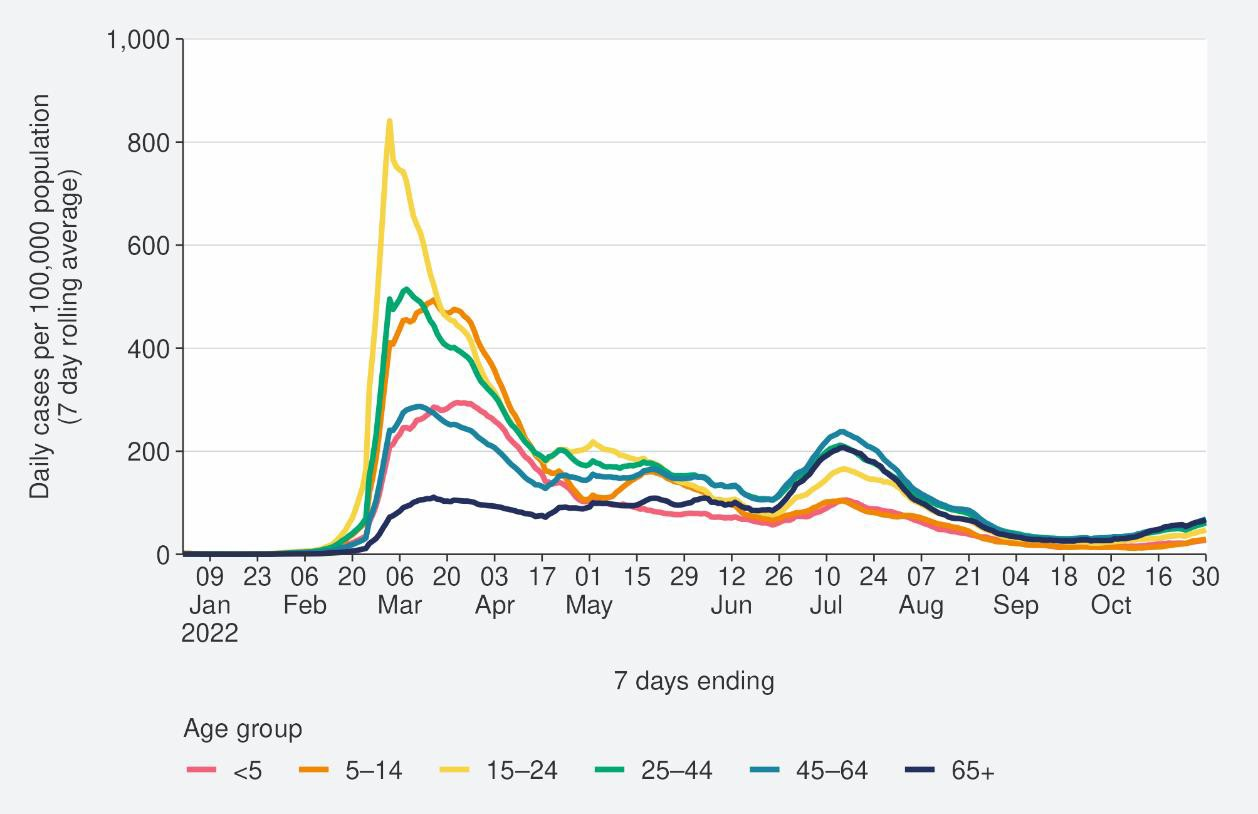 Daily cases per 100,000 population
(7 day rolling average)
1,000
800
600
400
200
0
09 23 06 20 06 20 03 17 01 15 29 12 26 10 24 07 21 04 18 02 16 30
Jan Feb Mar Apr May Jun Jul Aug Sep Oct
2022
7 days ending
Age group
<5 5–14 15–24 25–44 45–64 65+